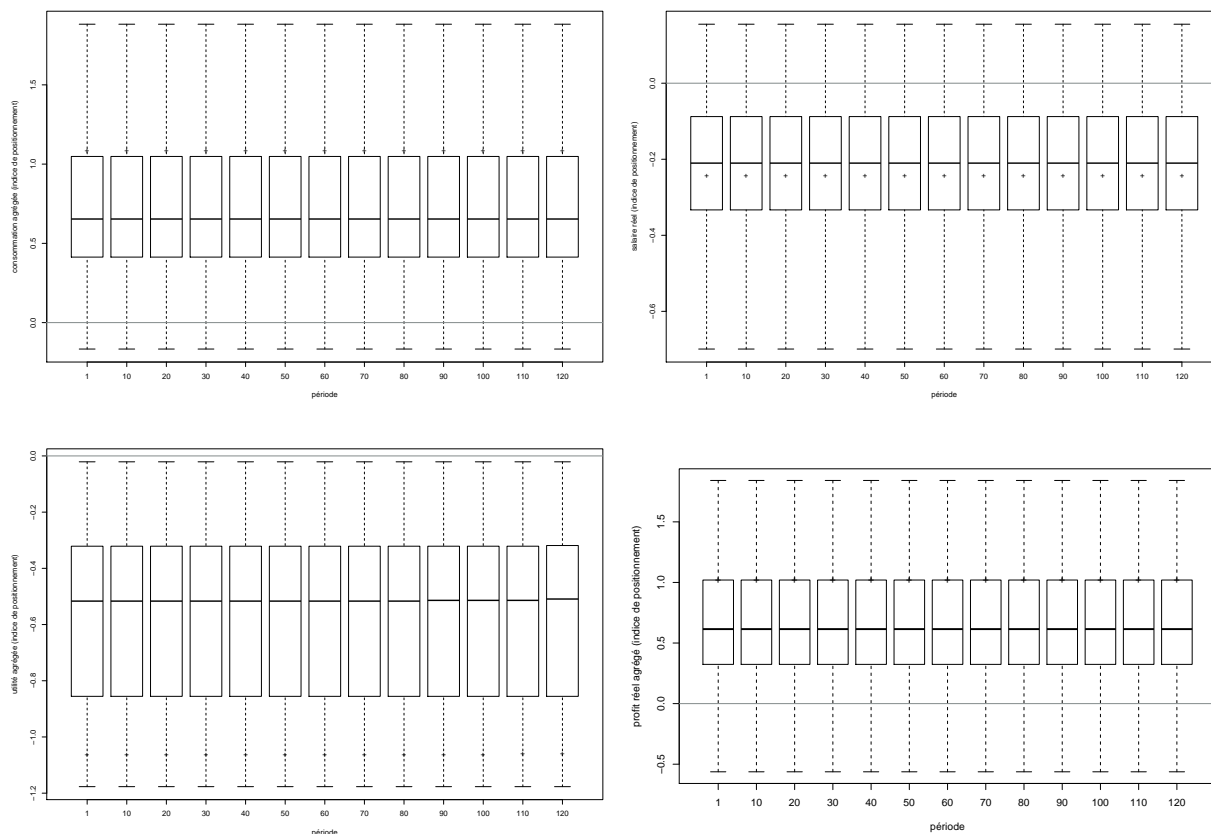 consommation agrégée (indice de positionnement)
1.5
1.0
0.5
0.0
1 10 20 30 40 50 60 70 80 90 100 110 120
période
salaire réel (indice de positionnement)
0.0
−0.2
−0.4
−0.6
1 10 20 30 40 50 60 70 80 90 100 110 120
période
utilité agrégée (indice de positionnement)
0.0
−0.2
−0.4
−0.6
−0.8
−1.0
−1.2
1 10 20 30 40 50 60 70 80 90 100 110 120
période
profit réel agrégé (indice de positionnement)
1.5
1.0
0.5
0.0
−0.5
1 10 20 30 40 50 60 70 80 90 100 110 120
période